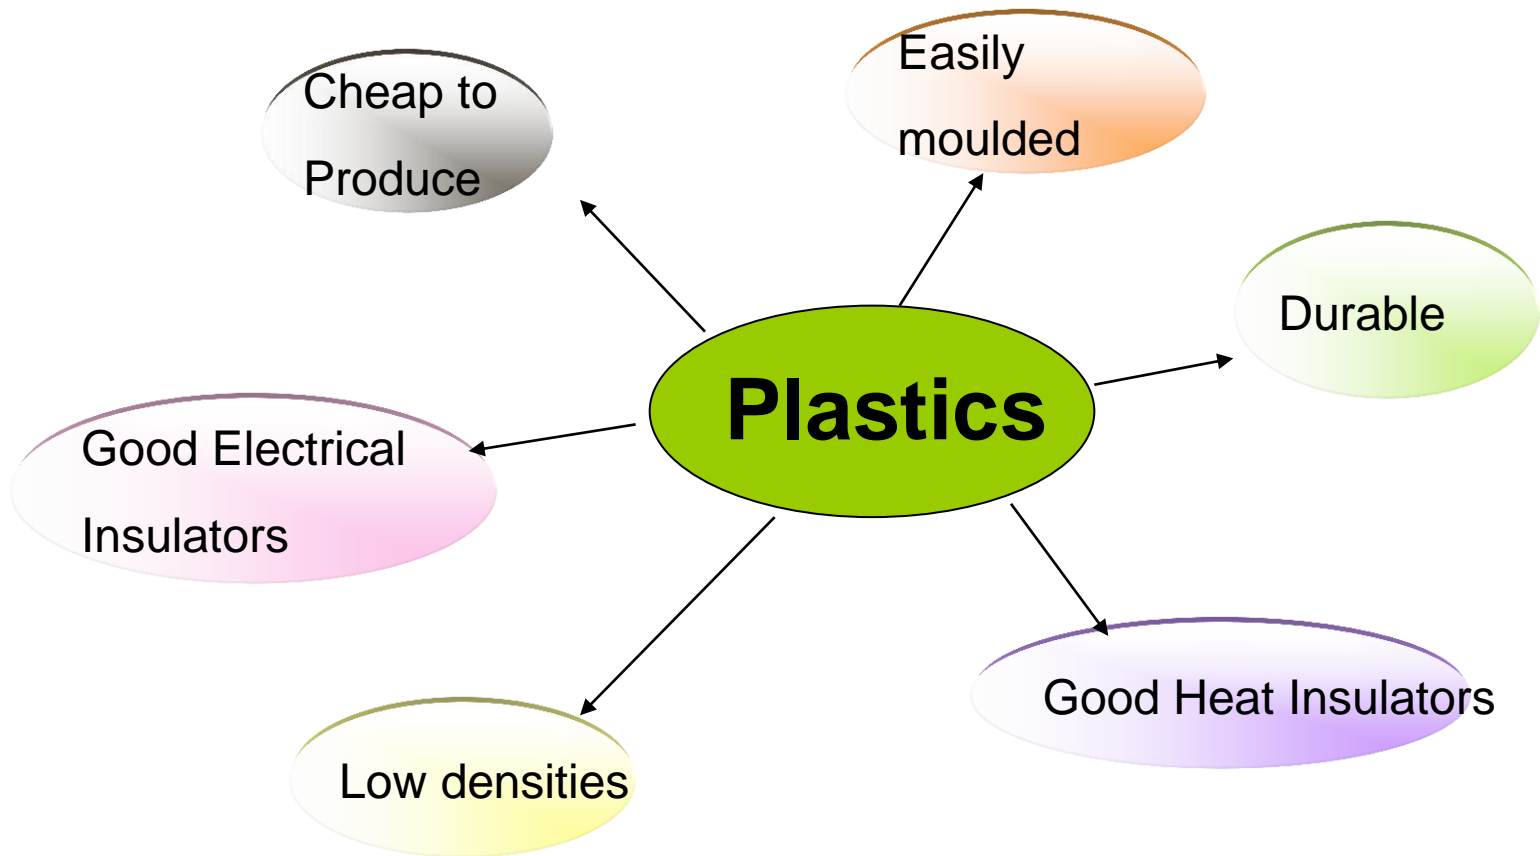 Easily
moulded
Cheap to
Produce
Durable
Plastics
Good Electrical
Insulators
Good Heat Insulators
Low densities